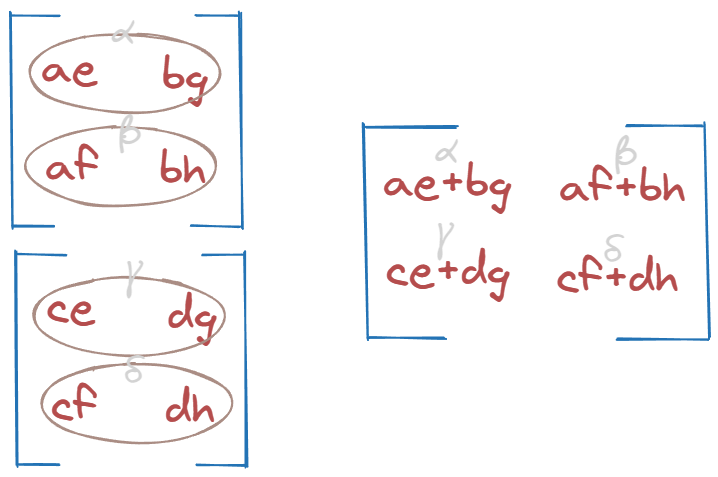 α
ae bg
β
af bh
γ
ce dg
δ
cf dh
α β
ae+bg af+bh
γ δ
ce+dg cf+dh